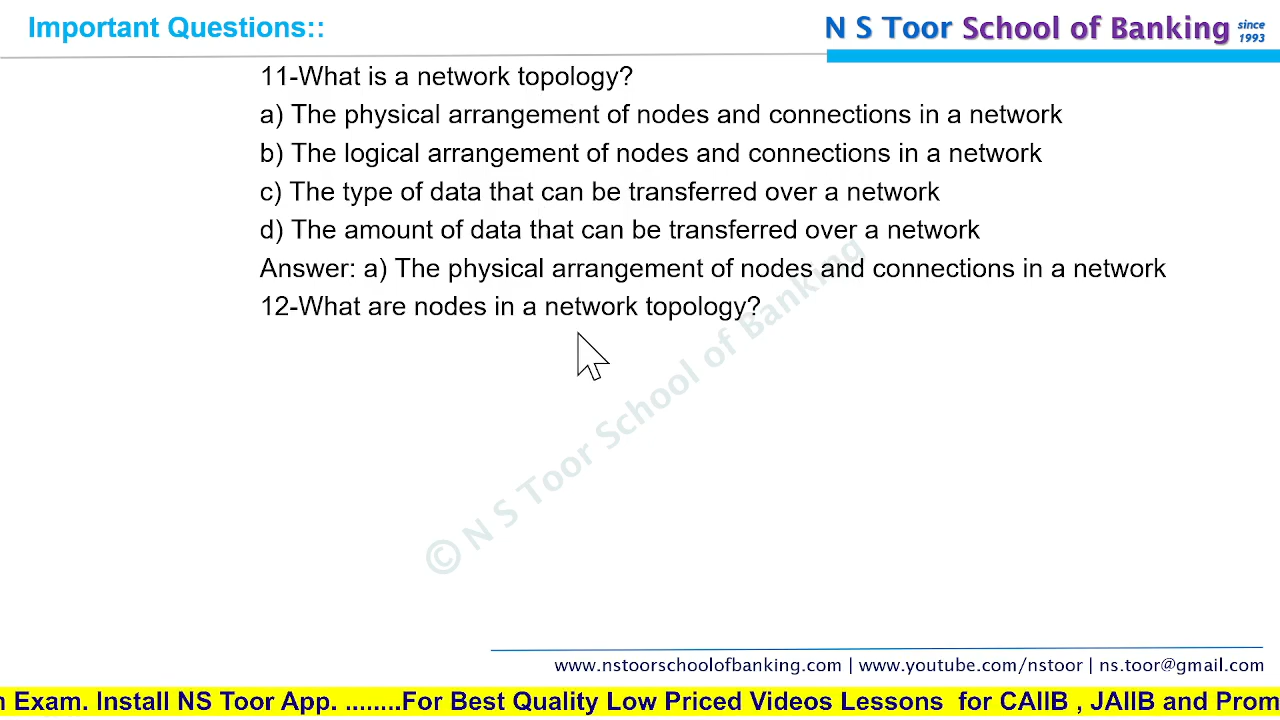 Important Questions::
N S Toor School of Banking since 1993
11-What is a network topology?
a) The physical arrangement of nodes and connections in a network
b) The logical arrangement of nodes and connections in a network
c) The type of data that can be transferred over a network
d) The amount of data that can be transferred over a network
Answer: a) The physical arrangement of nodes and connections in a network
12-What are nodes in a network topology?
© N S Toor School of Banking
www.nstoorschoolofbanking.com | www.youtube.com/nstoor | ns.toor@gmail.com
Exam. Install NS Toor App. ........For Best Quality Low Priced Videos Lessons for CAIIB , JAIIB and Prom